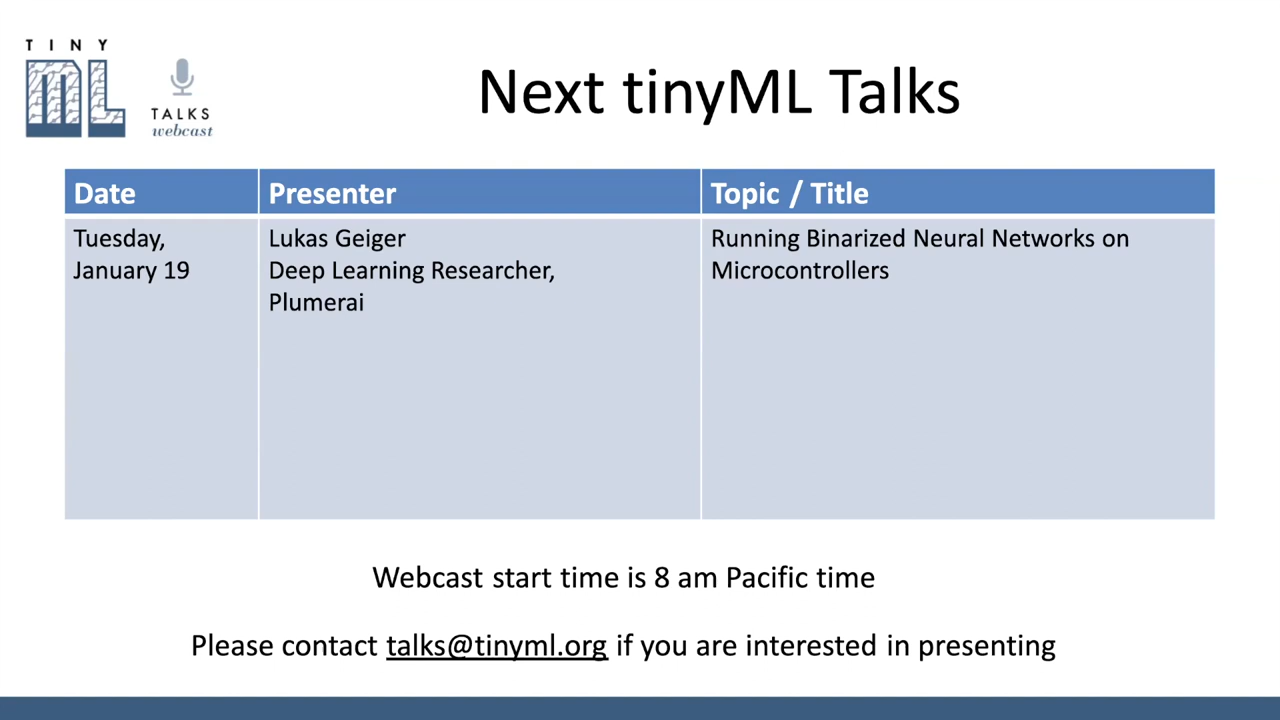 TINY
ML
TALKS
webcast
Next tinyML Talks
Date
Presenter
Topic / Title
Tuesday,
January 19
Lukas Geiger
Deep Learning Researcher,
Plumerai
Running Binarized Neural Networks on
Microcontrollers
Webcast start time is 8 am Pacific time
Please contact talks@tinyml.org if you are interested in presenting